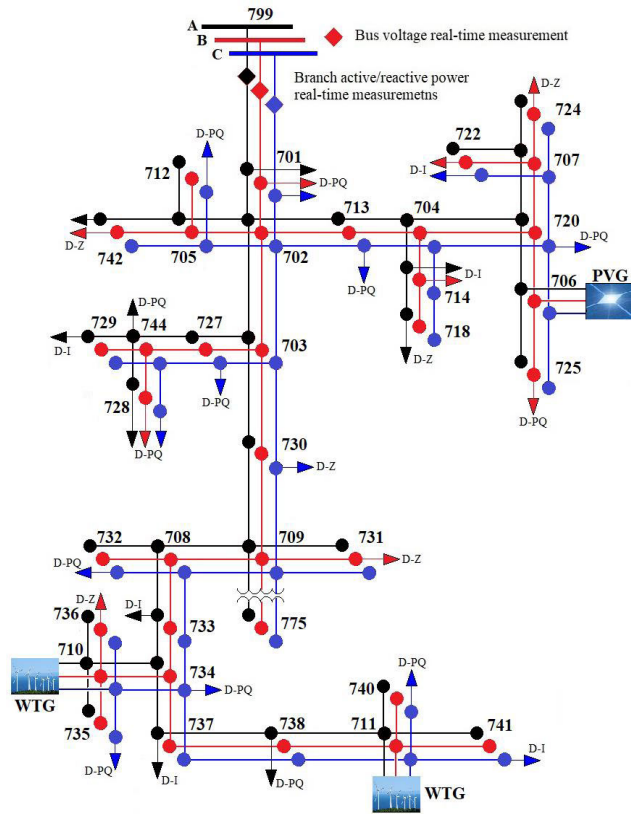 799
A
B
C
Bus voltage real-time measurement
Branch active/reactive power
real-time measuremetns
D-Z
724
D-PQ
722
701
712
D-PQ
D-I
707
713
704
720
D-Z
D-PQ
742
705
702
D-I
706
PVG
D-PQ
714
D-PQ
718
729
744
727
D-I
703
D-Z
725
D-PQ
728
D-PQ
D-PQ
730
D-Z
732
708
709
731
D-PQ
D-Z
D-Z
D-I
736
733
775
710
734
D-PQ
D-PQ
740
WTG
735
737
738
711
741
D-PQ
D-I
D-I
D-PQ
WTG